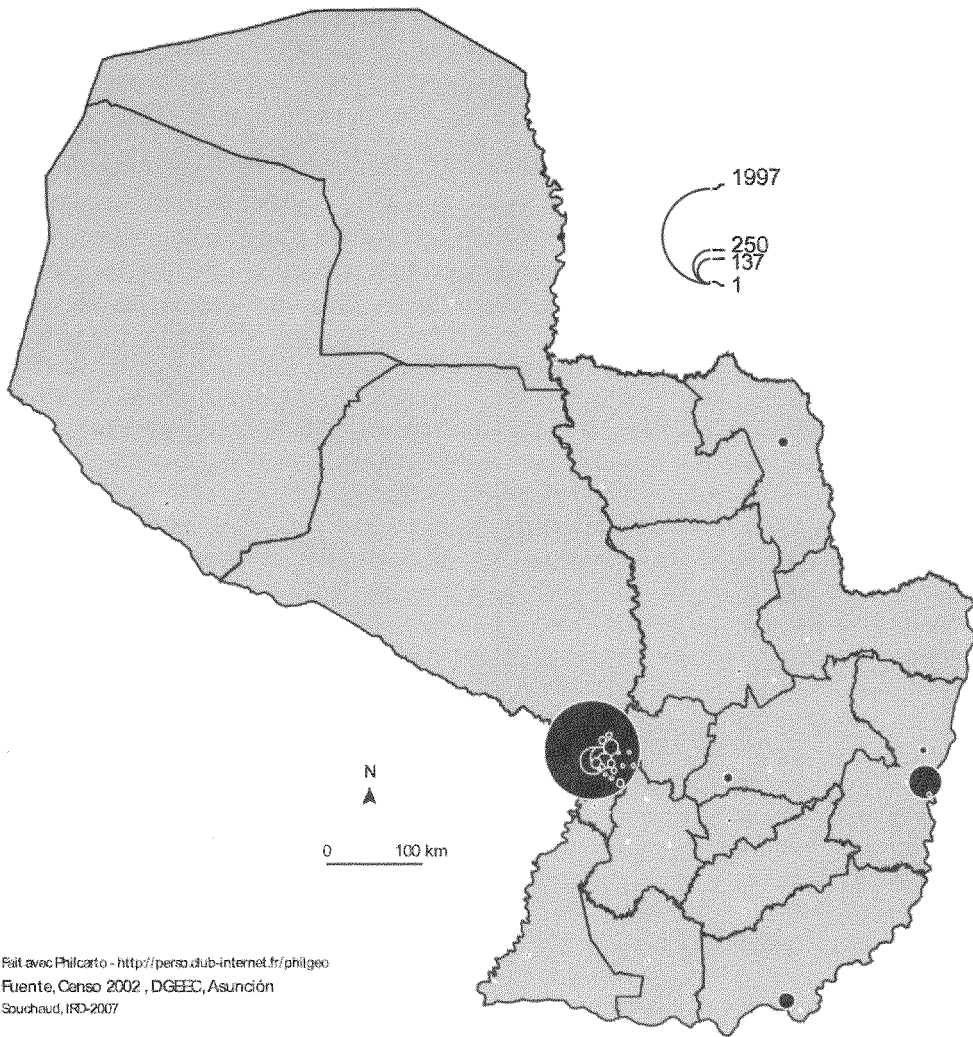 1997
250
137
1
N
0 100 km
Fait avec Philcarto - http://perso.club-internet.fr/philgeo
Fuente, Censo 2002 , DGEEC, Asunción
Souchaud, IRD-2007